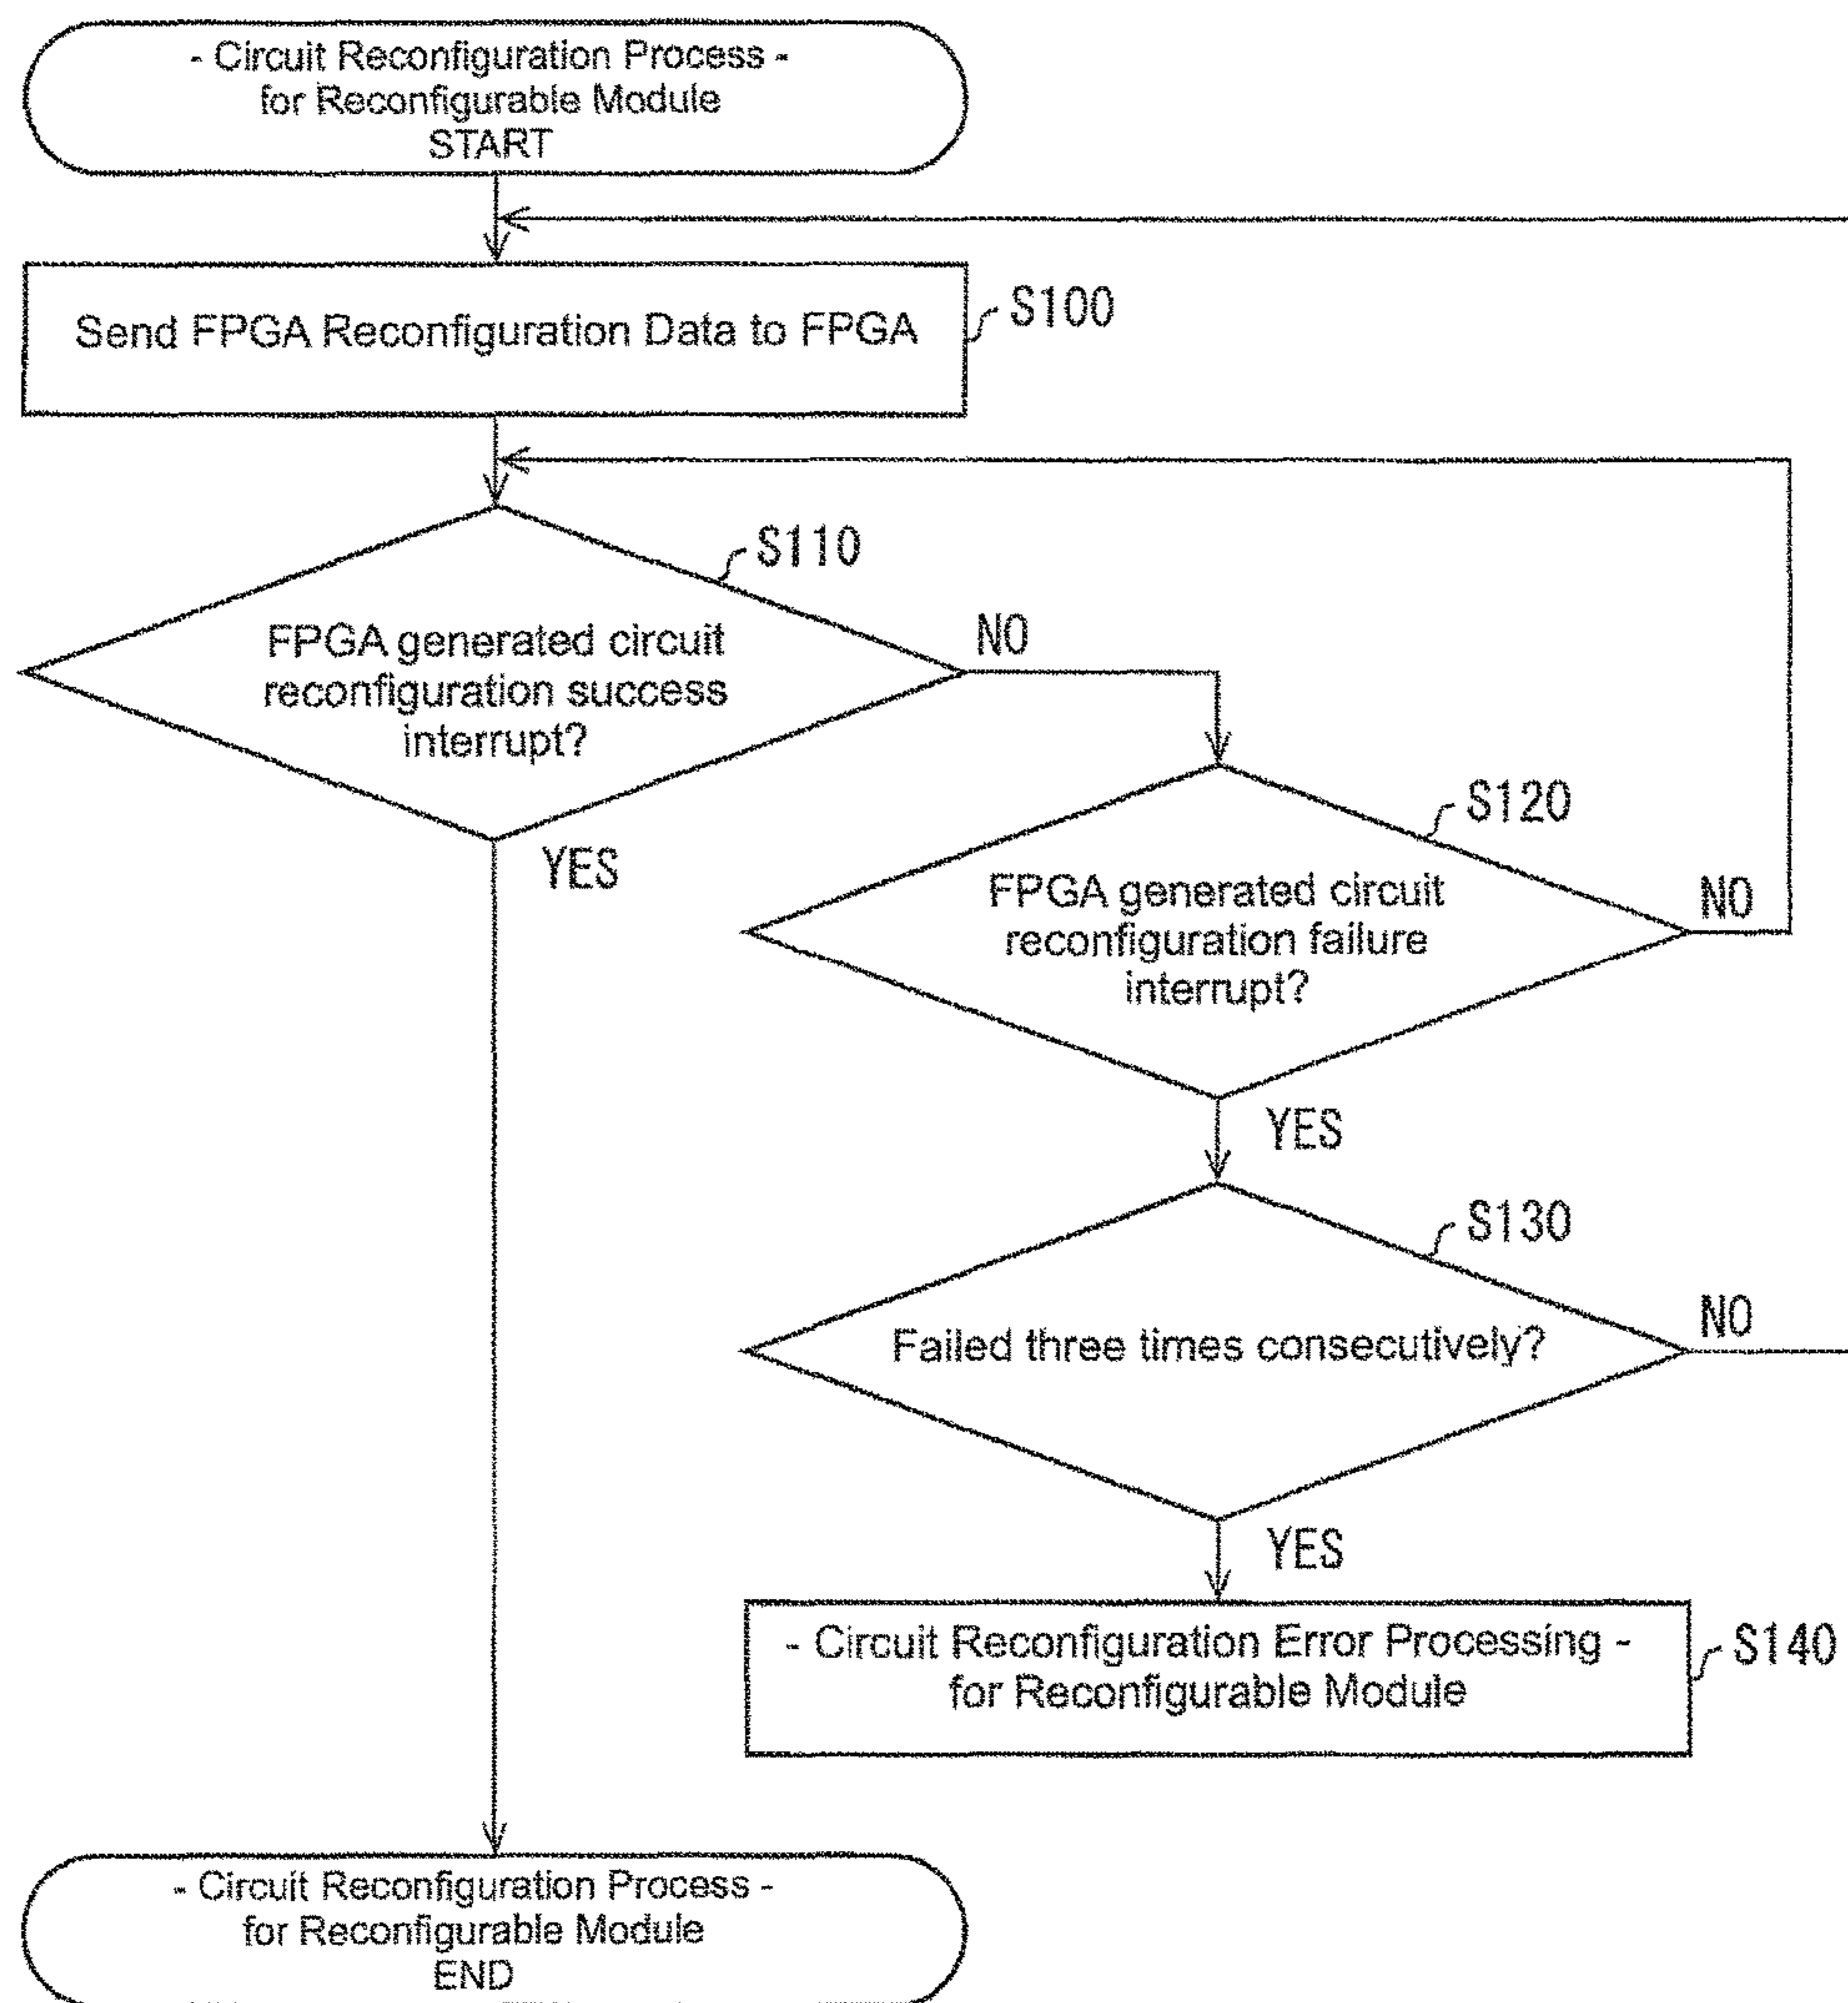 - Circuit Reconfiguration Process -
for Reconfigurable Module
START
Send FPGA Reconfiguration Data to FPGA
S100
S110
FPGA generated circuit
reconfiguration success
interrupt?
NO
YES
S120
FPGA generated circuit
reconfiguration failure
interrupt?
NO
YES
S130
Failed three times consecutively?
NO
YES
- Circuit Reconfiguration Error Processing -
for Reconfigurable Module
S140
- Circuit Reconfiguration Process -
for Reconfigurable Module
END